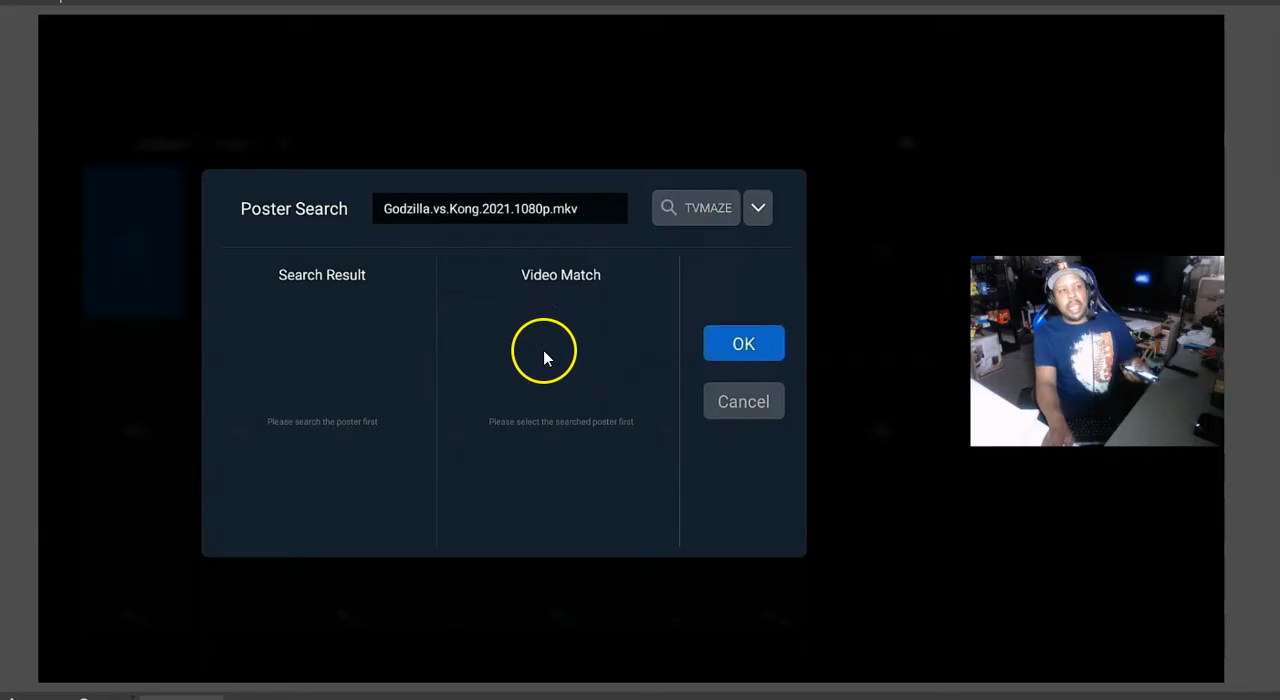 Poster Search
Godzilla.vs.Kong.2021.1080p.mkv
TVMAZE
Search Result
Video Match
OK
Cancel
Please search the poster first
Please select the searched poster first